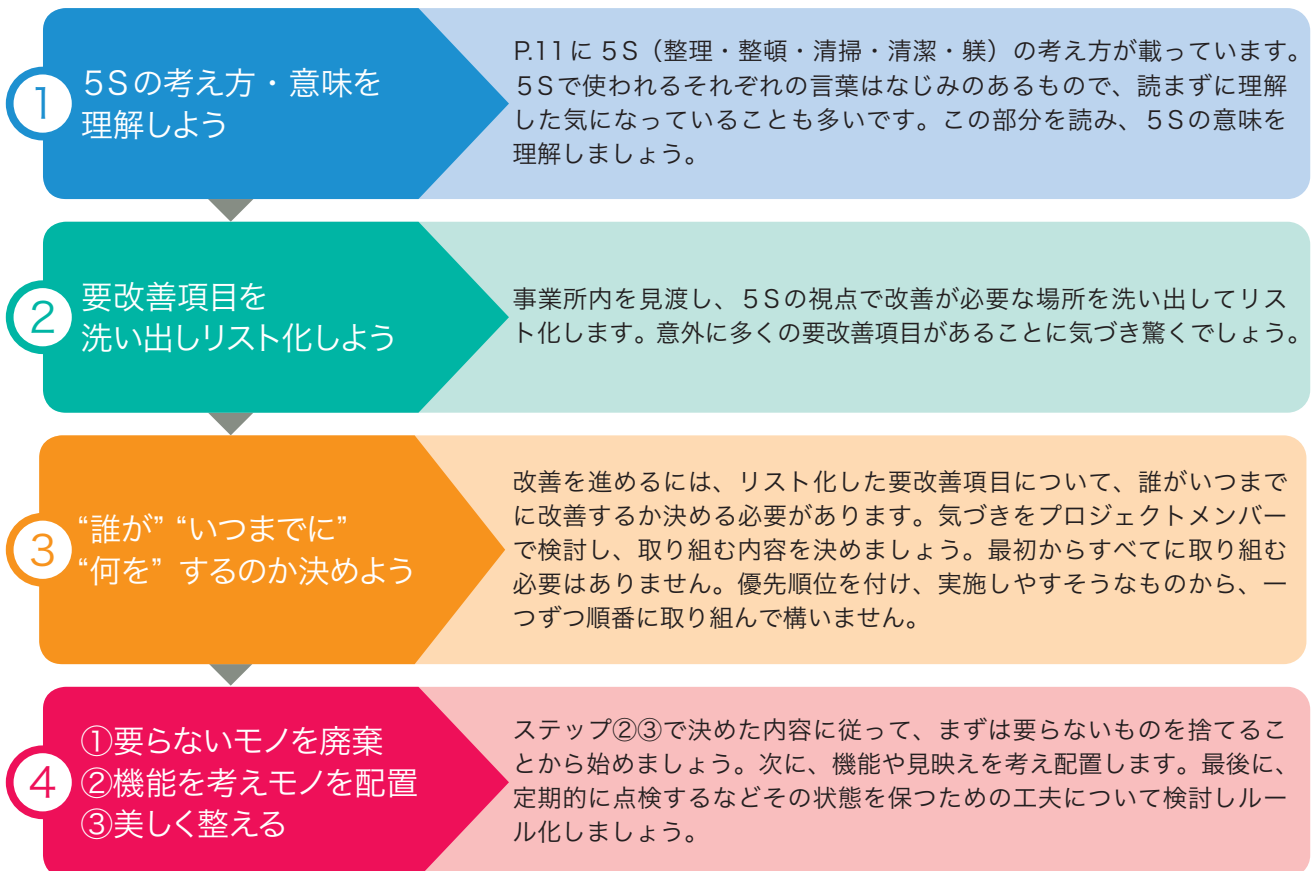 1
5Sの考え方・意味を
理解しよう
P.11に5S（整理・整頓・清掃・清潔・躾）の考え方が載っています。
5Sで使われるそれぞれの言葉はなじみのあるもので、読まずに理解
した気になっていることも多いです。この部分を読み、5Sの意味を
理解しましょう。
2
要改善項目を
洗い出しリスト化しよう
事業所内を見渡し、5Sの視点で改善が必要な場所を洗い出してリス
ト化します。意外に多くの要改善項目があることに気づき驚くでしょう。
3
“誰が”“いつまでに”
“何を”するのか決めよう
改善を進めるには、リスト化した要改善項目について、誰がいつまで
に改善するか決める必要があります。気づきをプロジェクトメンバー
で検討し、取り組む内容を決めましょう。最初からすべてに取り組む
必要はありません。優先順位を付け、実施しやすそうなものから、一
つずつ順番に取り組んで構いません。
4
①要らないモノを廃棄
②機能を考えモノを配置
③美しく整える
ステップ②③で決めた内容に従って、まずは要らないものを捨てるこ
とから始めましょう。次に、機能や見映えを考え配置します。最後に、
定期的に点検するなどその状態を保つための工夫について検討しルー
ル化しましょう。